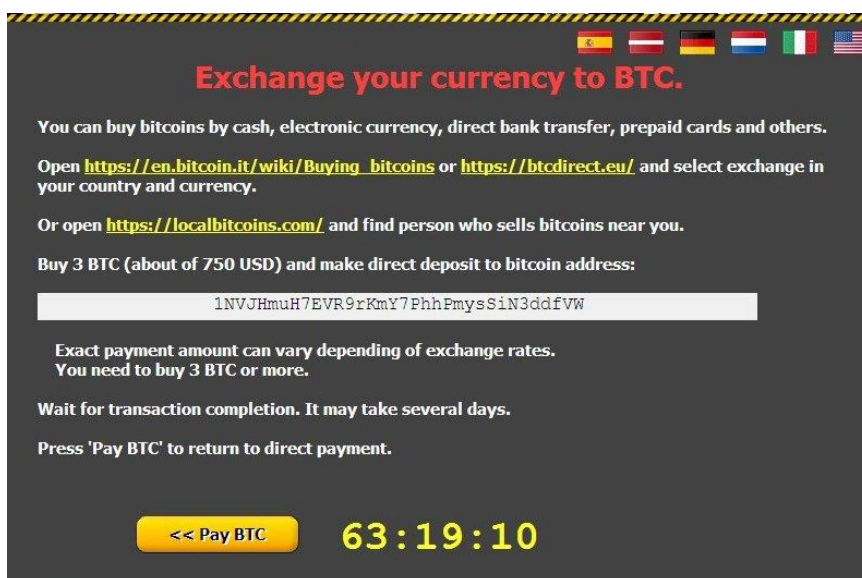 Exchange your currency to BTC.
You can buy bitcoins by cash, electronic currency, direct bank transfer, prepaid cards and others.
Open https://en.bitcoin.it/wiki/Buying_bitcoins or https://btcdirect.eu/ and select exchange in
your country and currency.
Or open https://localbitcoins.com/ and find person who sells bitcoins near you.
Buy 3 BTC (about of 750 USD) and make direct deposit to bitcoin address:
1NVJHmuH7EVR9rKmY7PhhPmysSiN3ddfVW
Exact payment amount can vary depending of exchange rates.
You need to buy 3 BTC or more.
Wait for transaction completion. It may take several days.
Press 'Pay BTC' to return to direct payment.
<< Pay BTC
63:19:10